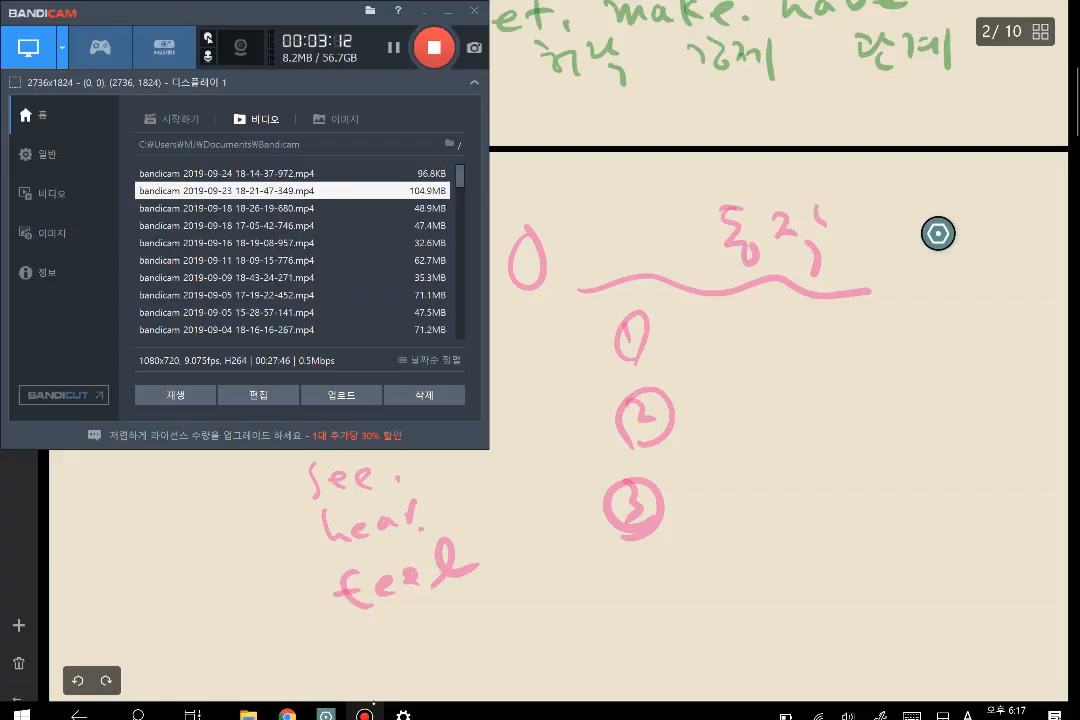 BANDICAM
00:03:12
8.2MB / 56.7GB
2736x1824 - (0, 0), (2736, 1824) - 디스플레이 1
홈
일반
비디오
이미지
정보
BANDICUT
시작하기
비디오
이미지
C:\Users\MJ\Documents\Bandicam
bandicam 2019-09-24 18-14-37-972.mp4 96.8KB
bandicam 2019-09-23 18-21-47-349.mp4 104.9MB
bandicam 2019-09-18 18-26-19-680.mp4 48.9MB
bandicam 2019-09-18 17-05-42-746.mp4 47.4MB
bandicam 2019-09-16 18-19-08-957.mp4 32.6MB
bandicam 2019-09-11 18-09-15-776.mp4 62.7MB
bandicam 2019-09-09 18-43-24-271.mp4 35.3MB
bandicam 2019-09-05 17-19-22-452.mp4 71.1MB
bandicam 2019-09-05 15-28-57-141.mp4 47.5MB
bandicam 2019-09-04 18-16-16-267.mp4 71.2MB
1080x720, 9.075fps, H264 | 00:27:46 | 0.5Mbps
날짜순 정렬
재생 편집 업로드 삭제
저렴하게 라이선스 수량을 업그레이드 하세요 - 1대 추가당 30% 할인
make. have
허락 강제 관계
2 / 10
①
②
③
see.
hear.
feel
오후 6:17